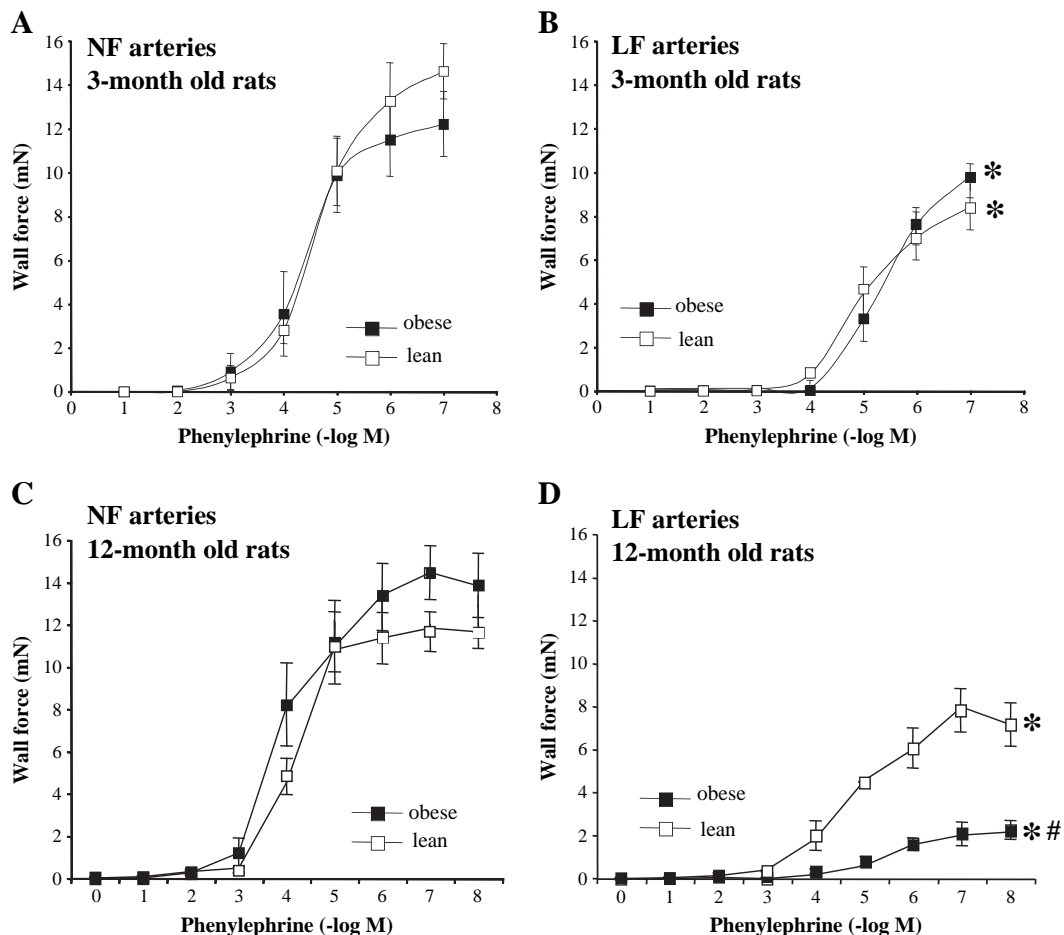 A
NF arteries
3-month old rats
16
14
12
10
8
6
4
2
0
Wall force (mN)
obese
lean
0 1 2 3 4 5 6 7 8
Phenylephrine (-log M)
B
LF arteries
3-month old rats
16
14
12
10
8
6
4
2
0
Wall force (mN)
*
*
obese
lean
0 1 2 3 4 5 6 7 8
Phenylephrine (-log M)
C
NF arteries
12-month old rats
16
14
12
10
8
6
4
2
0
Wall force (mN)
obese
lean
0 1 2 3 4 5 6 7 8
Phenylephrine (-log M)
D
LF arteries
12-month old rats
16
14
12
10
8
6
4
2
0
Wall force (mN)
*
obese
lean
* #
0 1 2 3 4 5 6 7 8
Phenylephrine (-log M)